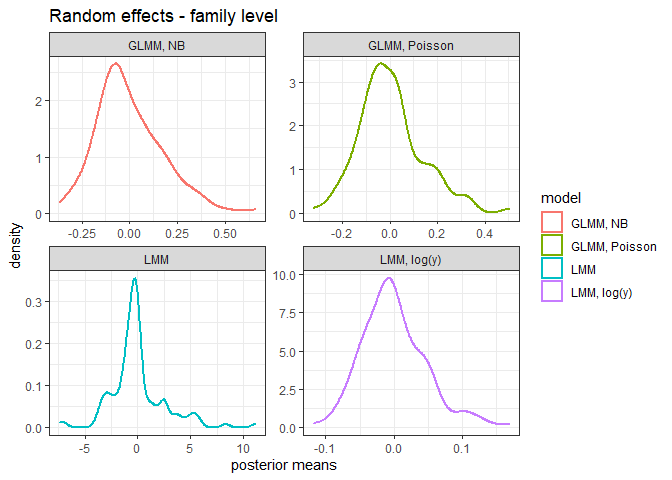 Random effects - family level
GLMM, NB
GLMM, Poisson
2
1
0
-0.25 0.00 0.25 0.50
3
2
1
0
-0.2 0.0 0.2 0.4
LMM
LMM, log(y)
0.3
0.2
0.1
0.0
-5 0 5 10
10.0
7.5
5.0
2.5
0.0
-0.1 0.0 0.1
density
posterior means
model
GLMM, NB
GLMM, Poisson
LMM
LMM, log(y)